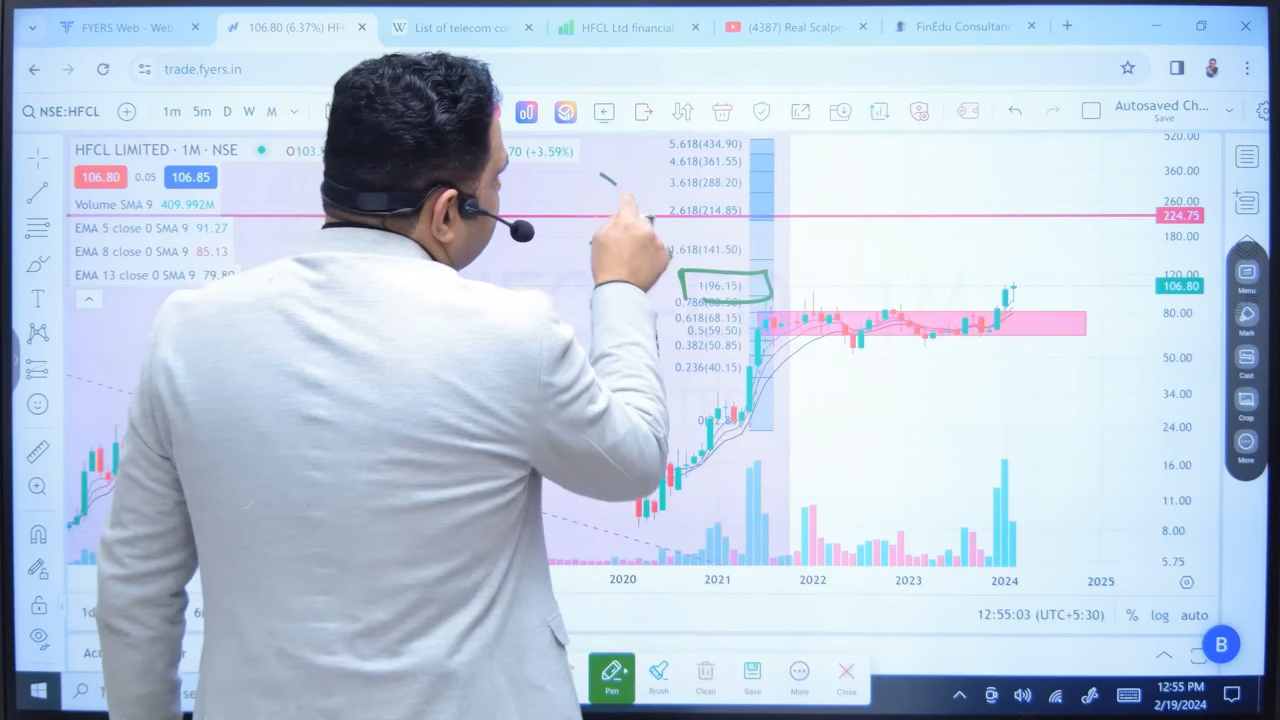 FYERS Web - Web
106.80 (6.37%) HF
List of telecom co
HFCL Ltd financial
(4387) Real Scalpe
FinEdu Consultanc
trade.fyers.in
NSE:HFCL
1m 5m D W M
Autosaved Ch...
Save
HFCL LIMITED · 1M · NSE
O103.
70 (+3.59%)
106.80
0.05
106.85
Volume SMA 9 409.992M
EMA 5 close 0 SMA 9 91.27
EMA 8 close 0 SMA 9 85.13
EMA 13 close 0 SMA 9 79.80
5.618(434.90)
4.618(361.55)
3.618(288.20)
2.618(214.85)
1.618(141.50)
1(96.15)
0.618(68.15)
0.5(59.50)
0.382(50.85)
0.236(40.15)
520.00
360.00
260.00
224.75
180.00
120.00
106.80
80.00
50.00
34.00
24.00
16.00
11.00
8.00
5.75
Menu
Mark
Cast
Crop
More
2020 2021 2022 2023 2024 2025
1d
12:55:03 (UTC+5:30) % log auto
B
Pen
Brush
Clean
Save
More
Close
12:55 PM
2/19/2024